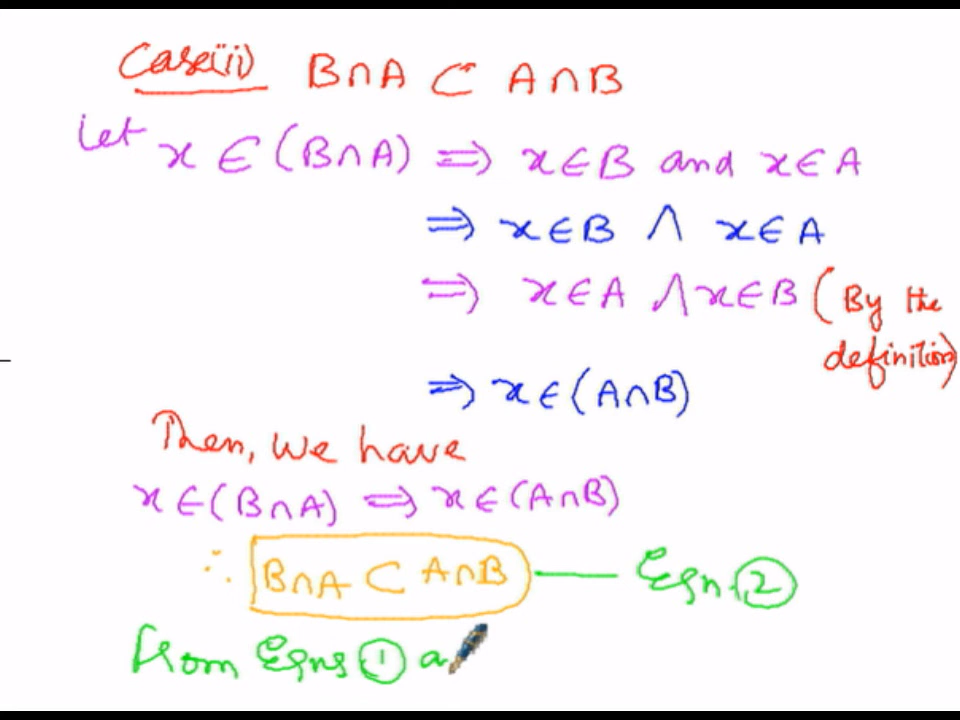 Case(ii) B∩A ⊂ A∩B
Let x ∈ (B∩A) ⇒ x∈B and x∈A
⇒ x∈B ∧ x∈A
⇒ x∈A ∧ x∈B (By the
definition)
⇒ x∈(A∩B)
Then, we have
x∈(B∩A) ⇒ x∈(A∩B)
∴ B∩A ⊂ A∩B — Eqn.②
From Eqns ① a